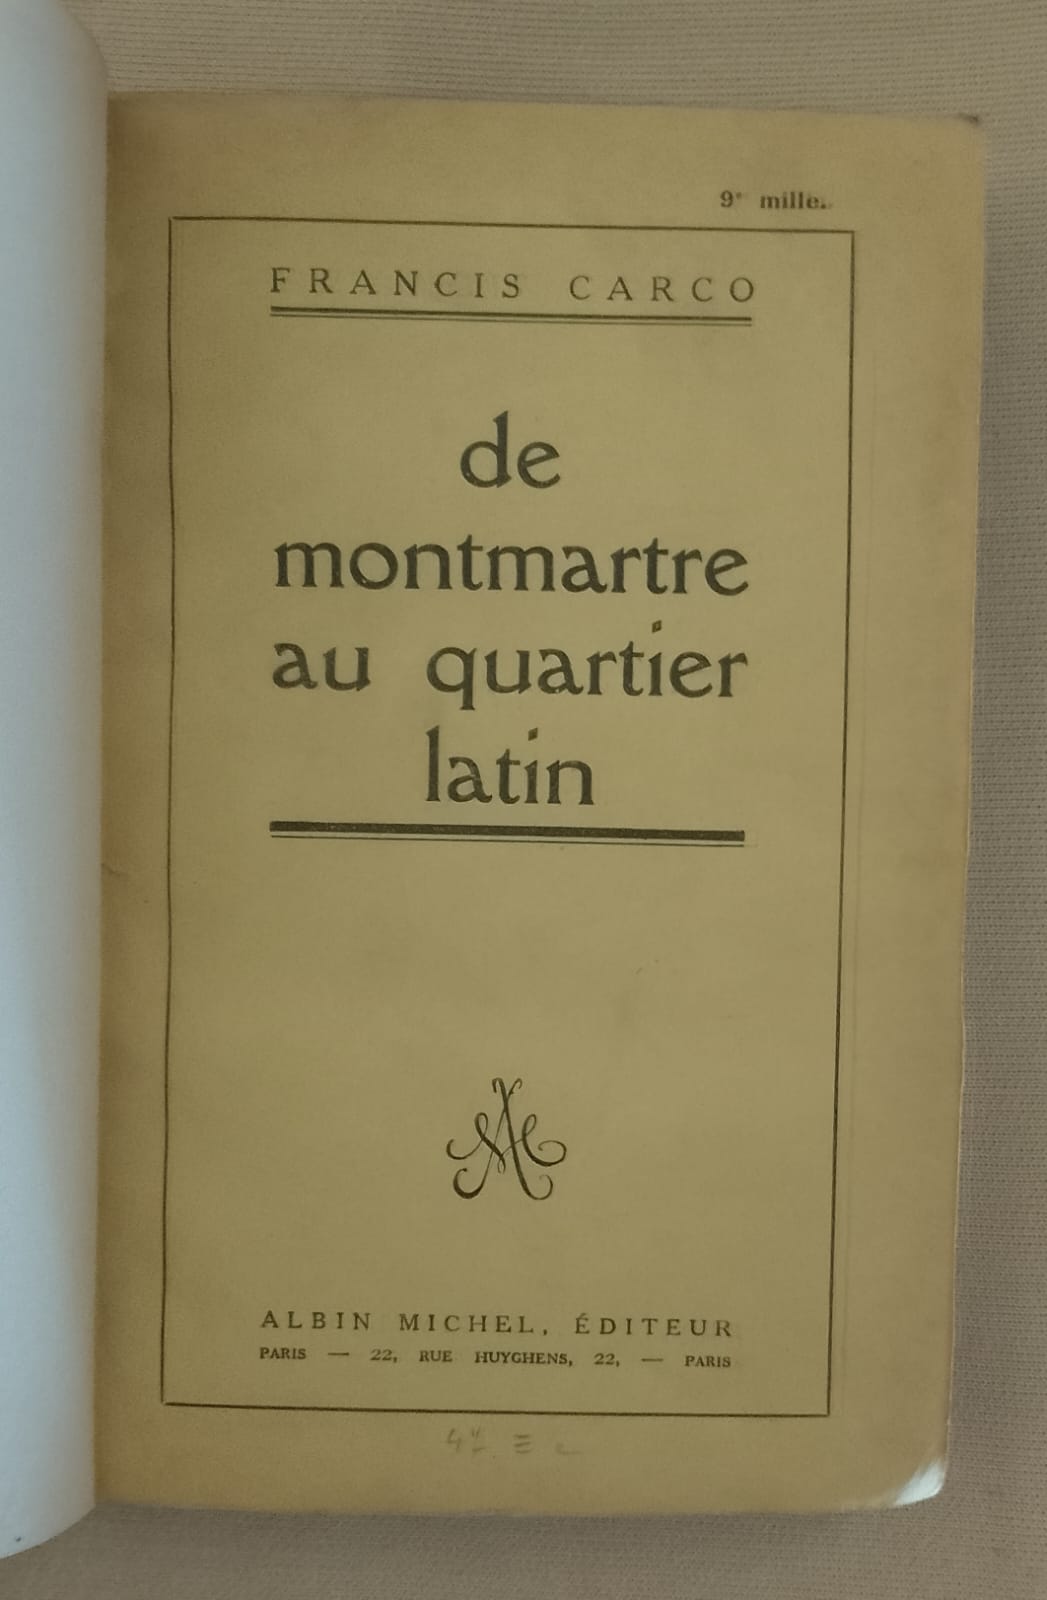 9e mille.
FRANCIS CARCO
de
montmartre
au quartier
latin
ALBIN MICHEL, ÉDITEUR
PARIS — 22, RUE HUYGHENS, 22, — PARIS